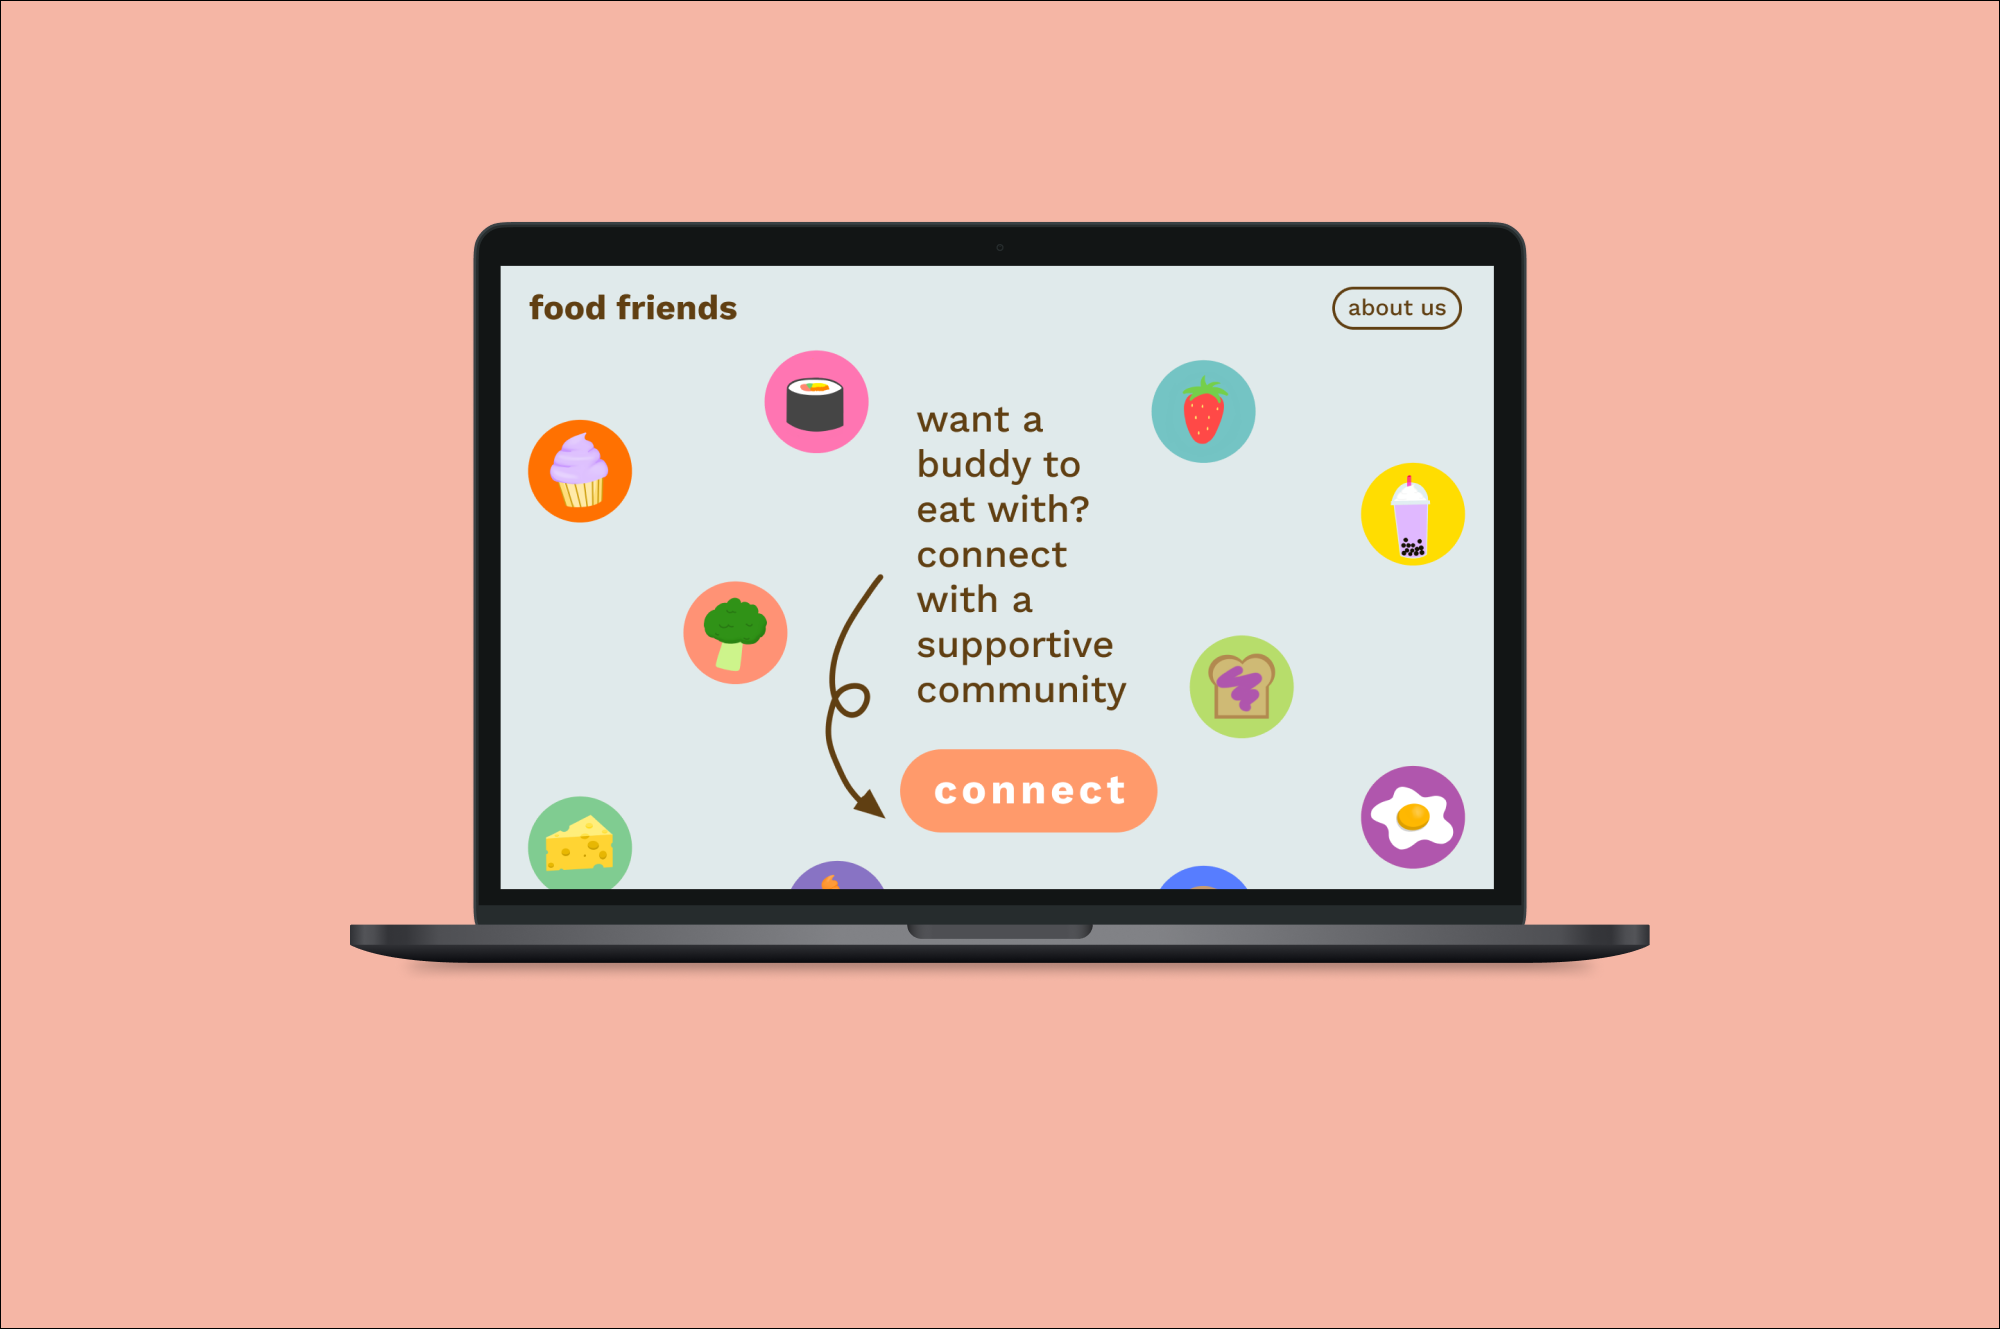 food friends
about us
want a
buddy to
eat with?
connect
with a
supportive
community
connect